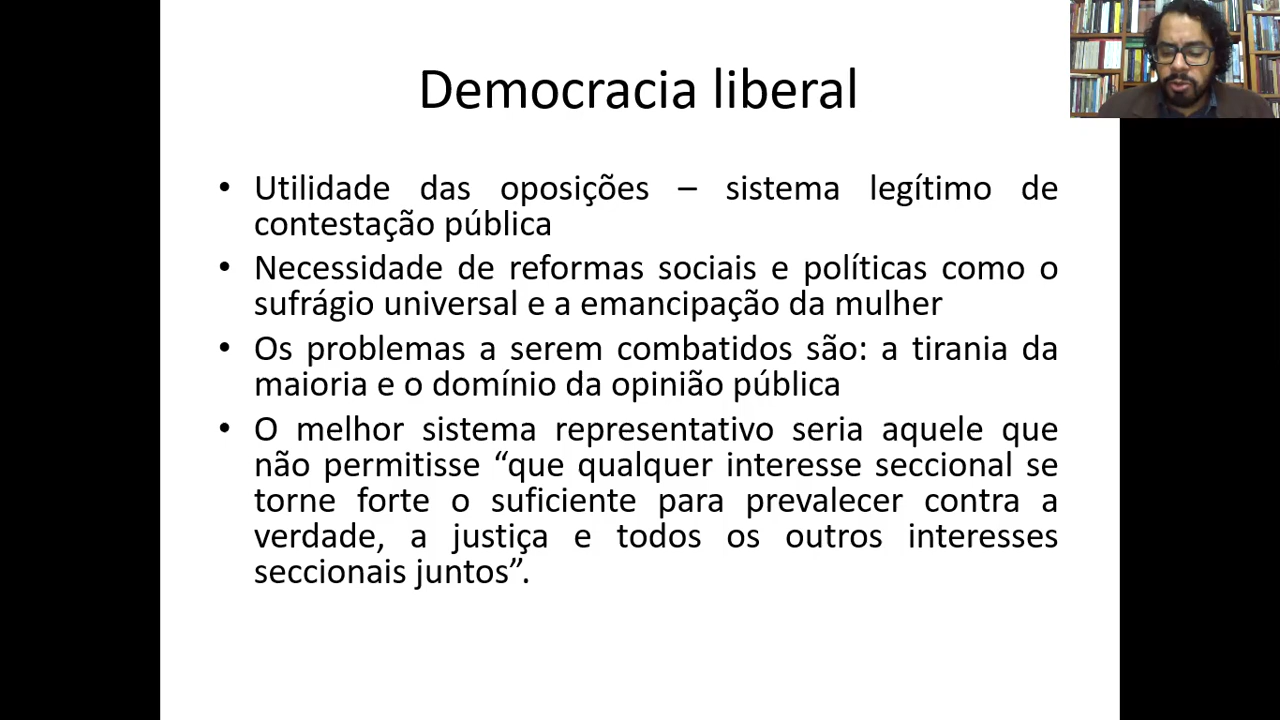 Democracia liberal
• Utilidade das oposições – sistema legítimo de
contestação pública
• Necessidade de reformas sociais e políticas como o
sufrágio universal e a emancipação da mulher
• Os problemas a serem combatidos são: a tirania da
maioria e o domínio da opinião pública
• O melhor sistema representativo seria aquele que
não permitisse “que qualquer interesse seccional se
torne forte o suficiente para prevalecer contra a
verdade, a justiça e todos os outros interesses
seccionais juntos”.